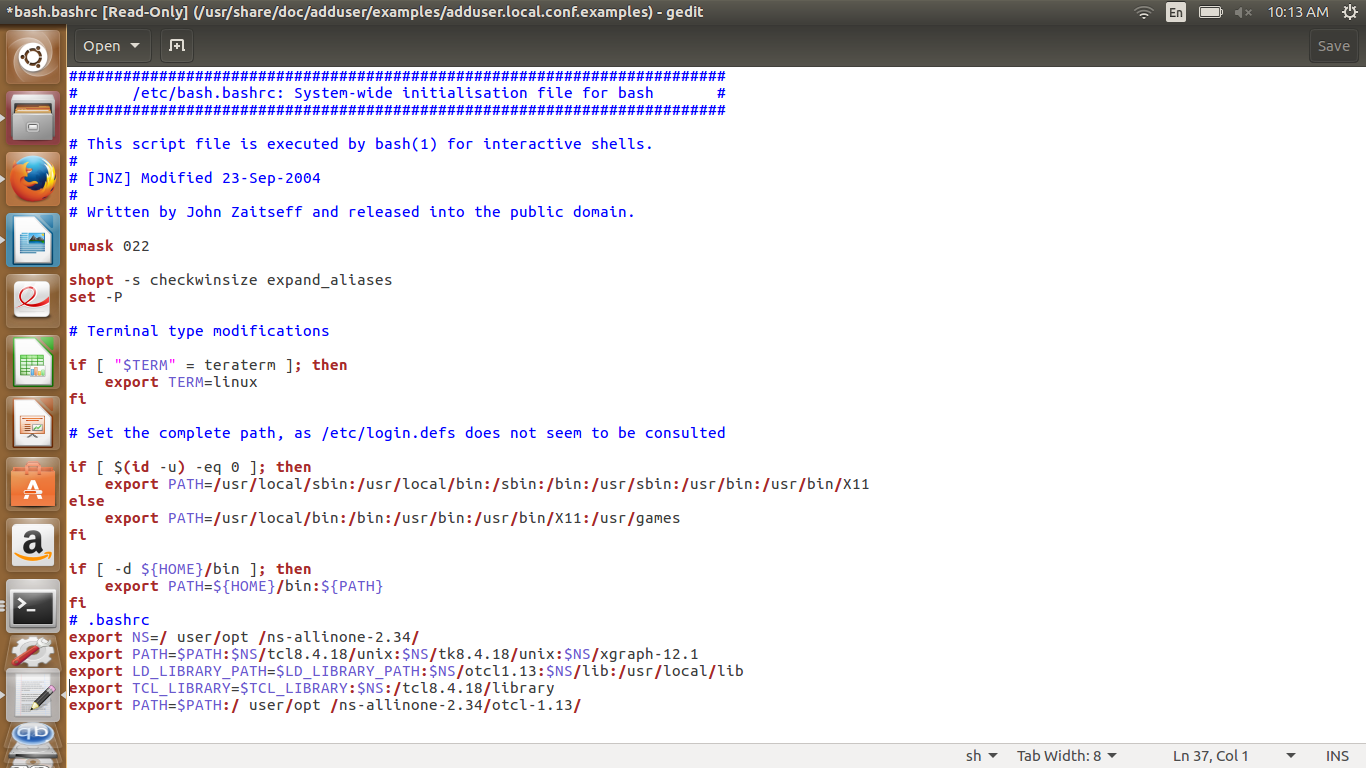 *bash.bashrc [Read-Only] (/usr/share/doc/adduser/examples/adduser.local.conf.examples) - gedit
En
10:13 AM
Open
Save
#########################################################################
#      /etc/bash.bashrc: System-wide initialisation file for bash       #
#########################################################################
# This script file is executed by bash(1) for interactive shells.
#
# [JNZ] Modified 23-Sep-2004
#
# Written by John Zaitseff and released into the public domain.
umask 022
shopt -s checkwinsize expand_aliases
set -P
# Terminal type modifications
if [ "$TERM" = teraterm ]; then
    export TERM=linux
fi
# Set the complete path, as /etc/login.defs does not seem to be consulted
if [ $(id -u) -eq 0 ]; then
    export PATH=/usr/local/sbin:/usr/local/bin:/sbin:/bin:/usr/sbin:/usr/bin:/usr/bin/X11
else
    export PATH=/usr/local/bin:/bin:/usr/bin:/usr/bin/X11:/usr/games
fi
if [ -d ${HOME}/bin ]; then
    export PATH=${HOME}/bin:${PATH}
fi
# .bashrc
export NS=/ user/opt /ns-allinone-2.34/
export PATH=$PATH:$NS/tcl8.4.18/unix:$NS/tk8.4.18/unix:$NS/xgraph-12.1
export LD_LIBRARY_PATH=$LD_LIBRARY_PATH:$NS/otcl1.13:$NS/lib:/usr/local/lib
export TCL_LIBRARY=$TCL_LIBRARY:$NS:/tcl8.4.18/library
export PATH=$PATH:/ user/opt /ns-allinone-2.34/otcl-1.13/
sh
Tab Width: 8
Ln 37, Col 1
INS
A
a
>_
qb